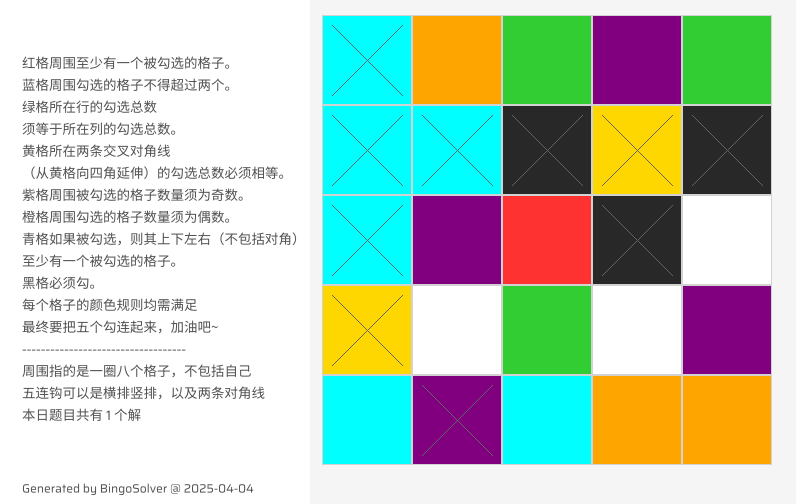 红格周围至少有一个被勾选的格子。
蓝格周围勾选的格子不得超过两个。
绿格所在行的勾选总数
须等于所在列的勾选总数。
黄格所在两条交叉对角线
（从黄格向四角延伸）的勾选总数必须相等。
紫格周围被勾选的格子数量须为奇数。
橙格周围勾选的格子数量须为偶数。
青格如果被勾选，则其上下左右（不包括对角）
至少有一个被勾选的格子。
黑格必须勾。
每个格子的颜色规则均需满足
最终要把五个勾连起来，加油吧~
-----------------------------------
周围指的是一圈八个格子，不包括自己
五连钩可以是横排竖排，以及两条对角线
本日题目共有1个解
Generated by BingoSolver @ 2025-04-04